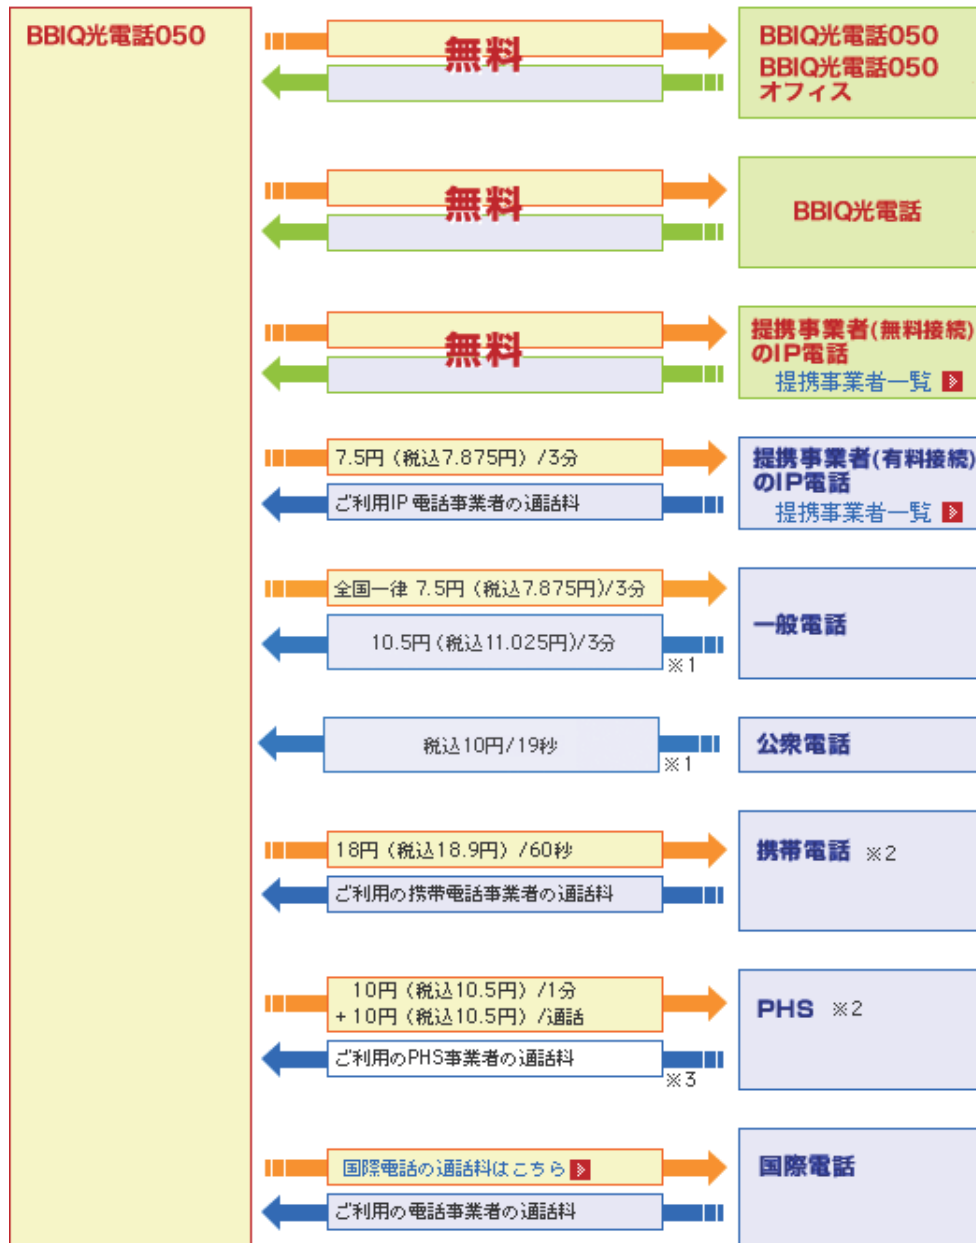 BBIQ光電話050
無料
BBIQ光電話050
BBIQ光電話050
オフィス
無料
BBIQ光電話
無料
提携事業者(無料接続)
のIP電話
提携事業者一覧
7.5円（税込7.875円）/3分
ご利用IP電話事業者の通話料
提携事業者(有料接続)
のIP電話
提携事業者一覧
全国一律 7.5円（税込7.875円)/3分
10.5円（税込11.025円)/3分
※1
一般電話
税込10円/19秒
※1
公衆電話
18円（税込18.9円）/60秒
ご利用の携帯電話事業者の通話料
携帯電話 ※2
10円（税込10.5円）/1分
+10円（税込10.5円）/通話
ご利用のPHS事業者の通話料
※3
PHS ※2
国際電話の通話料はこちら
ご利用の電話事業者の通話料
国際電話